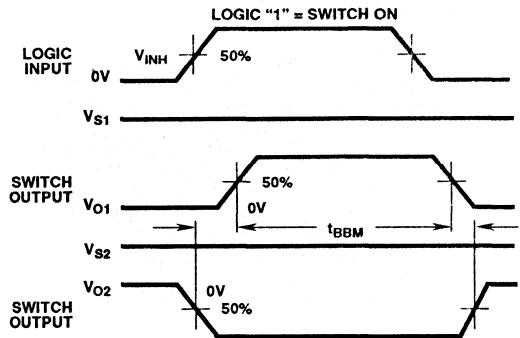 LOGIC “1” = SWITCH ON
LOGIC
INPUT
VINH
50%
0V
VS1
SWITCH
OUTPUT
VO1
50%
0V
tBBM
VS2
VO2
0V
50%
SWITCH
OUTPUT